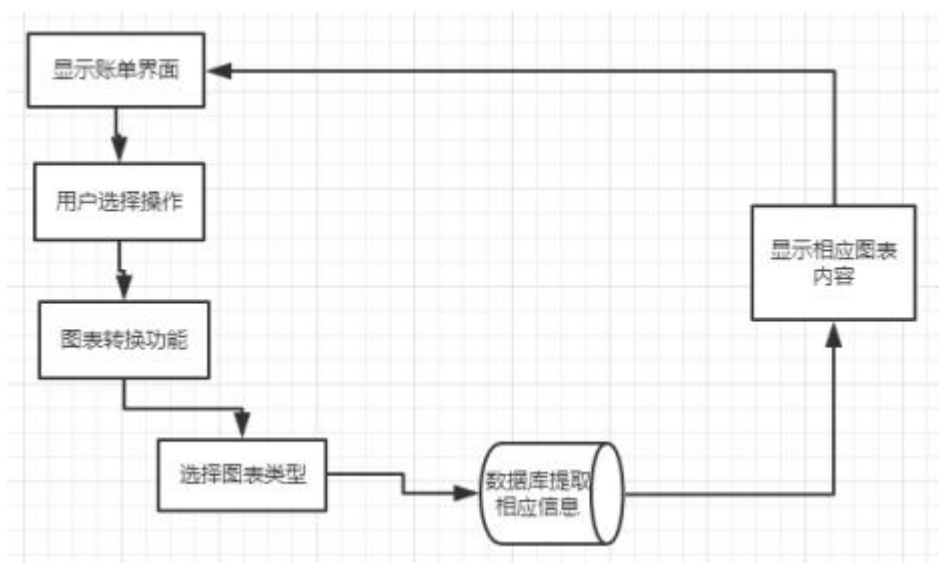 显示账单界面
用户选择操作
图表转换功能
选择图表类型
数据库提取
相应信息
显示相应图表
内容